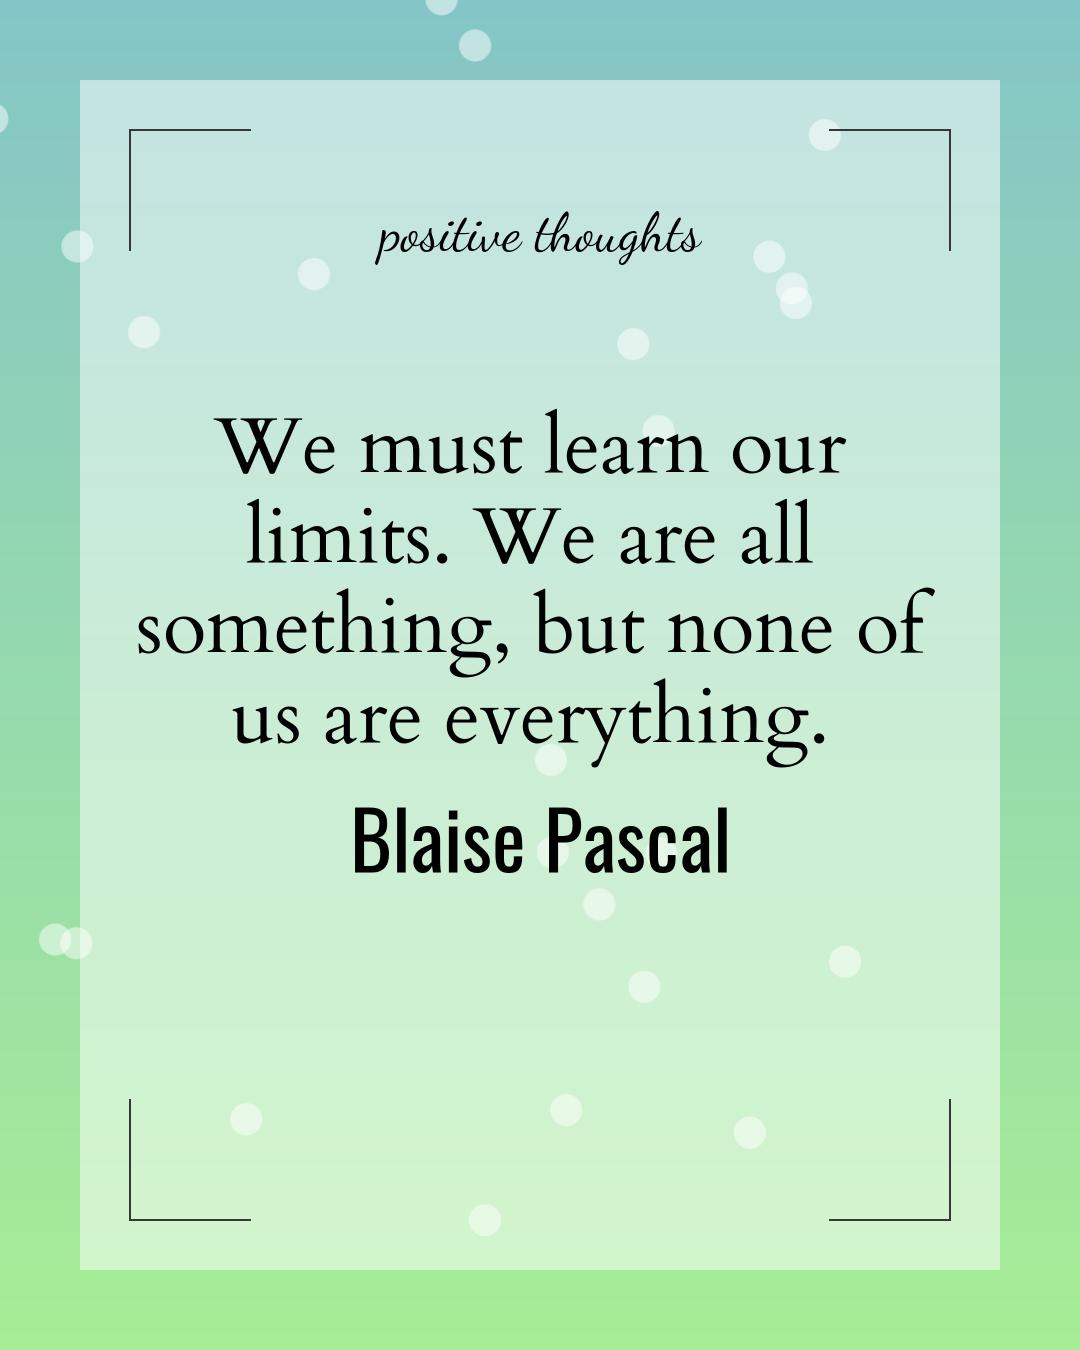 positive thoughts
We must learn our
limits. We are all
something, but none of
us are everything.
Blaise Pascal